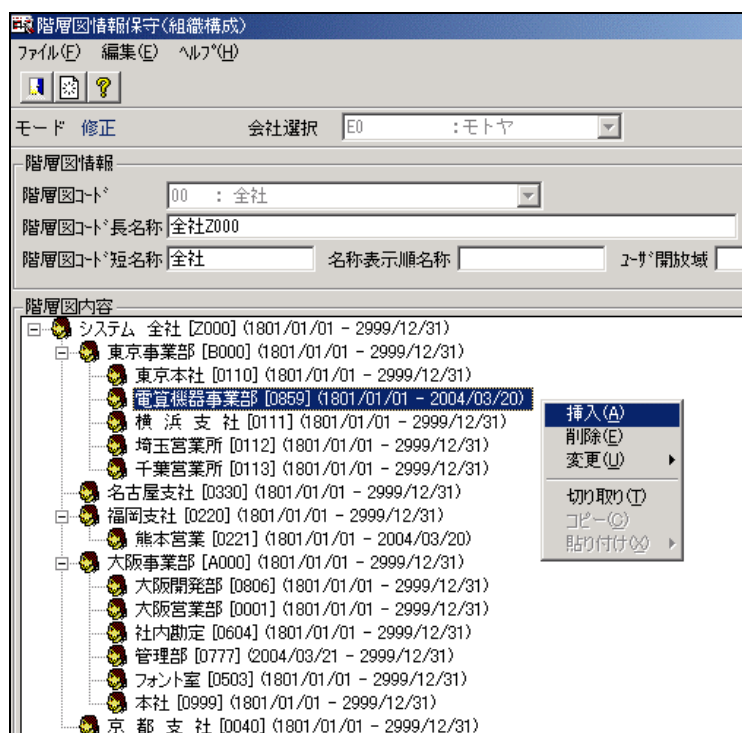 階層図情報保守(組織構成)
ファイル(F) 編集(E) ヘルプ(H)
モード 修正 会社選択 E0 :モトヤ
階層図情報
階層図コード 00 : 全社
階層図コード長名称 全社Z000
階層図コード短名称 全社 名称表示順名称 ユーザ開放域
階層図内容
システム 全社 [Z000] (1801/01/01 - 2999/12/31)
東京事業部 [B000] (1801/01/01 - 2999/12/31)
東京本社 [0110] (1801/01/01 - 2999/12/31)
電算機器事業部 [0859] (1801/01/01 - 2004/03/20)
横 浜 支 社 [0111] (1801/01/01 - 2999/12/31)
埼玉営業所 [0112] (1801/01/01 - 2999/12/31)
千葉営業所 [0113] (1801/01/01 - 2999/12/31)
名古屋支社 [0330] (1801/01/01 - 2999/12/31)
福岡支社 [0220] (1801/01/01 - 2999/12/31)
熊本営業 [0221] (1801/01/01 - 2004/03/20)
大阪事業部 [A000] (1801/01/01 - 2999/12/31)
大阪開発部 [0806] (1801/01/01 - 2999/12/31)
大阪営業部 [0001] (1801/01/01 - 2999/12/31)
社内勘定 [0604] (1801/01/01 - 2999/12/31)
管理部 [0777] (2004/03/21 - 2999/12/31)
フォント室 [0503] (1801/01/01 - 2999/12/31)
本社 [0999] (1801/01/01 - 2999/12/31)
京 都 支 社 [0040] (1801/01/01 - 2999/12/31)
挿入(A)
削除(E)
変更(U)
切り取り(T)
コピー(C)
貼り付け(X)